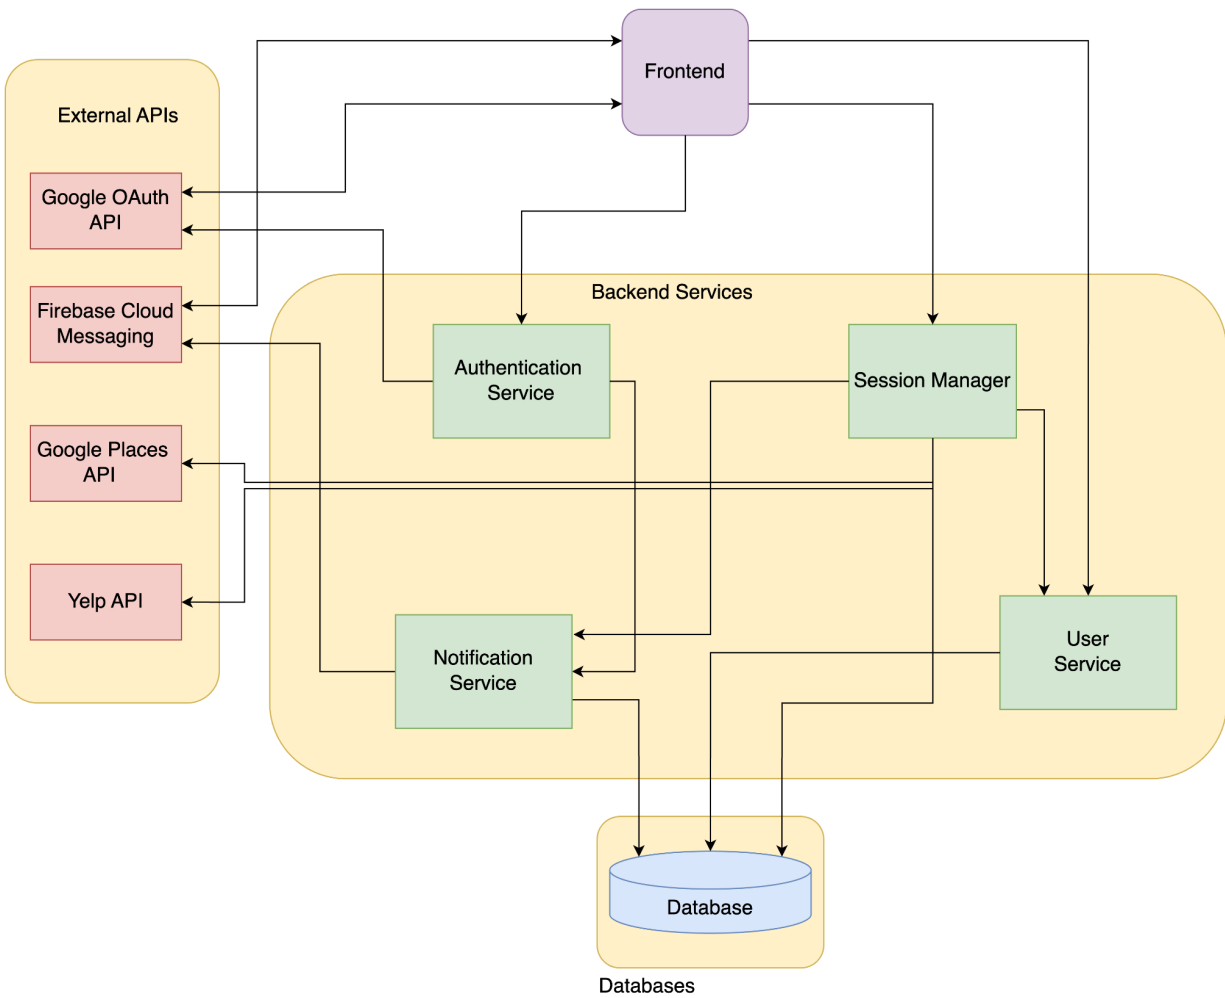 Frontend
External APIs
Google OAuth
API
Firebase Cloud
Messaging
Google Places
API
Yelp API
Backend Services
Authentication
Service
Session Manager
Notification
Service
User
Service
Database
Databases